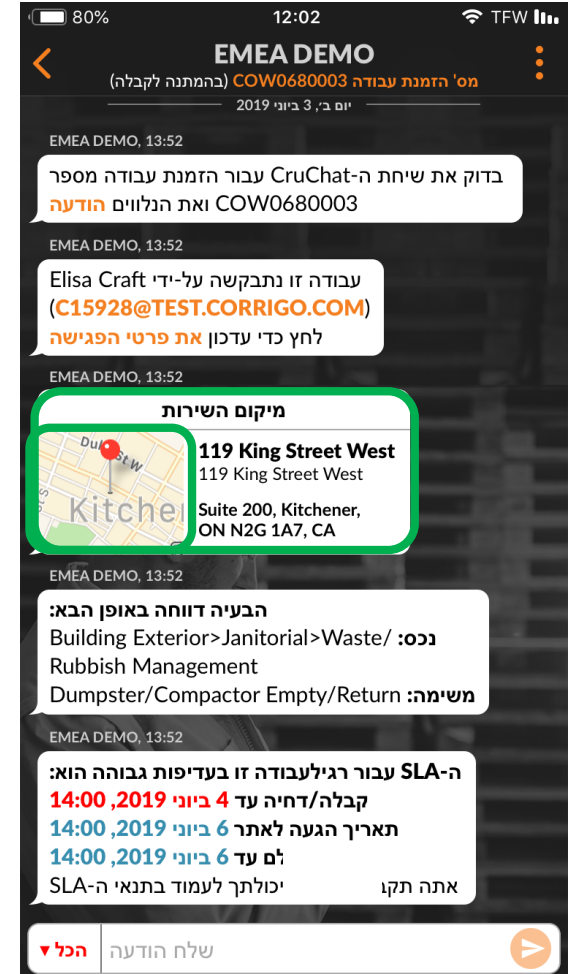 80%
12:02
TFW
EMEA DEMO
מס' הזמנת עבודה COW0680003 (בהמתנה לקבלה)
יום ב׳, 3 ביוני 2019
EMEA DEMO, 13:52
בדוק את שיחת ה-CruChat עבור הזמנת עבודה מספר
COW0680003 ואת הנלווים הודעה
EMEA DEMO, 13:52
עבודה זו נתבקשה על-ידי Elisa Craft
(C15928@TEST.CORRIGO.COM)
לחץ כדי עדכון את פרטי הפגישה
EMEA DEMO, 13:52
מיקום השירות
119 King Street West
119 King Street West
Suite 200, Kitchener,
ON N2G 1A7, CA
St W
EMEA DEMO, 13:52
הבעיה דווחה באופן הבא:
נכס: Building Exterior>Janitorial>Waste/
Rubbish Management
משימה: Dumpster/Compactor Empty/Return
EMEA DEMO, 13:52
ה-SLA עבור רגילעבודה זו בעדיפות גבוהה הוא:
קבלה/דחיה עד 4 ביוני 2019, 14:00
תאריך הגעה לאתר 6 ביוני 2019, 14:00
עד 6 ביוני 2019, 14:00
אתה יכולתך לעמוד בתנאי ה-SLA
שלח הודעה
הכל ▾